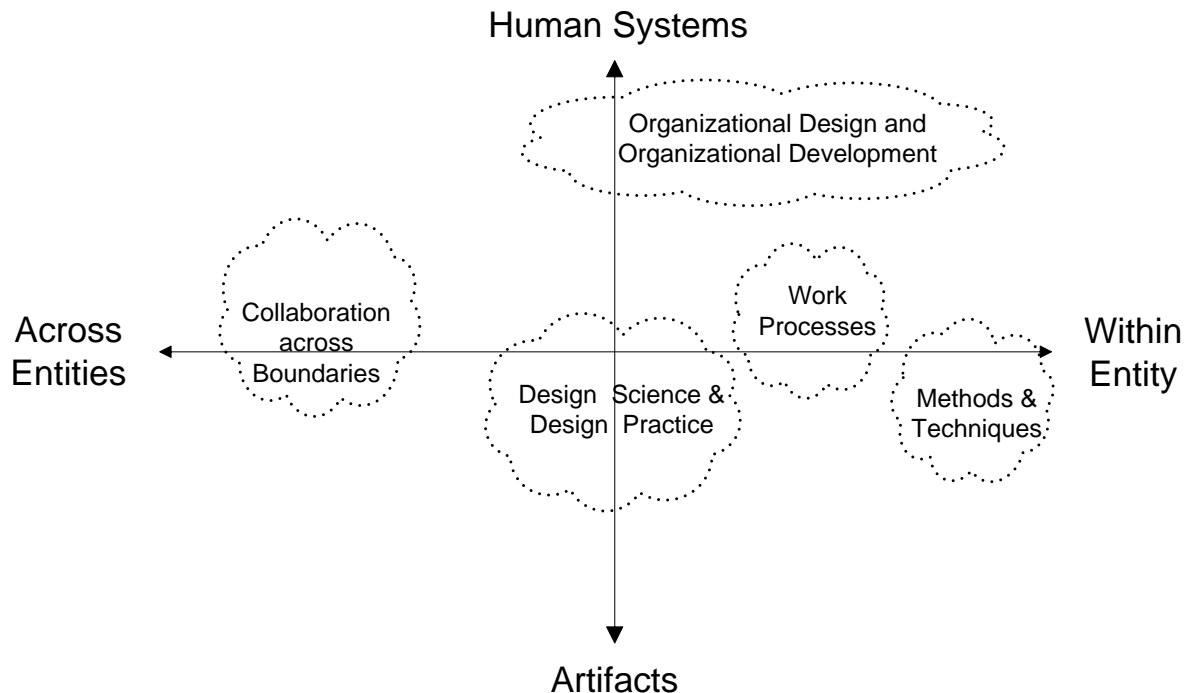 Human Systems
Organizational Design and
Organizational Development
Collaboration
across
Boundaries
Work
Processes
Across
Entities
Within
Entity
Design Science &
Design Practice
Methods &
Techniques
Artifacts